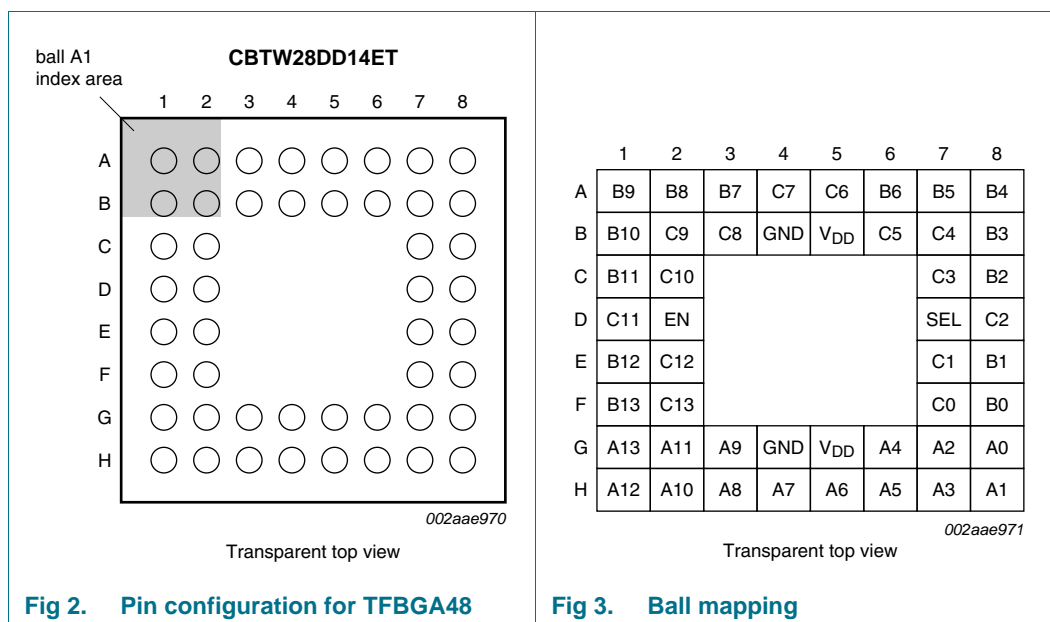 ball A1
index area
CBTW28DD14ET
1 2 3 4 5 6 7 8
A
B
C
D
E
F
G
H
002aae970
Transparent top view
Fig 2. Pin configuration for TFBGA48
1 2 3 4 5 6 7 8
A B9 B8 B7 C7 C6 B6 B5 B4
B B10 C9 C8 GND VDD C5 C4 B3
C B11 C10 C3 B2
D C11 EN SEL C2
E B12 C12 C1 B1
F B13 C13 C0 B0
G A13 A11 A9 GND VDD A4 A2 A0
H A12 A10 A8 A7 A6 A5 A3 A1
002aae971
Transparent top view
Fig 3. Ball mapping